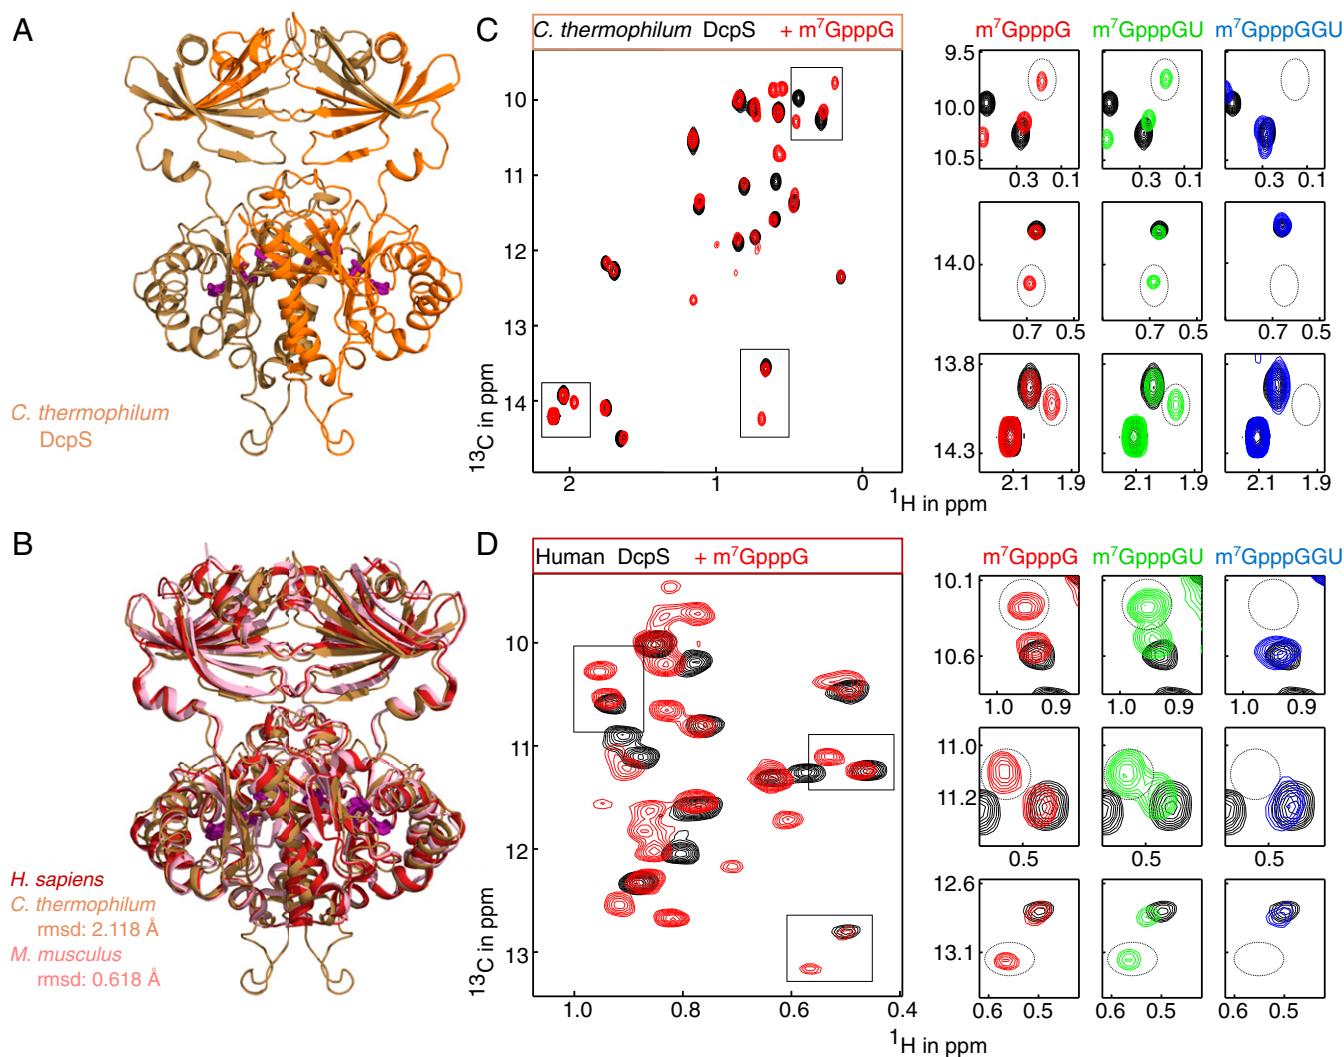 A
C. thermophilum
DcpS
B
H. sapiens
C. thermophilum
rmsd: 2.118 Å
M. musculus
rmsd: 0.618 Å
C
C. thermophilum DcpS + m⁷GpppG
10
11
12
13
14
¹³C in ppm
2 1 0
¹H in ppm
m⁷GpppG m⁷GpppGU m⁷GpppGGU
9.5
10.0
10.5
0.3 0.1 0.3 0.1 0.3 0.1
14.0
0.7 0.5 0.7 0.5 0.7 0.5
13.8
14.3
2.1 1.9 2.1 1.9 2.1 1.9
D
Human DcpS + m⁷GpppG
10
11
12
13
¹³C in ppm
1.0 0.8 0.6 0.4
¹H in ppm
m⁷GpppG m⁷GpppGU m⁷GpppGGU
10.1
10.6
1.0 0.9 1.0 0.9 1.0 0.9
11.0
11.2
0.5 0.5 0.5
12.6
13.1
0.6 0.5 0.6 0.5 0.6 0.5